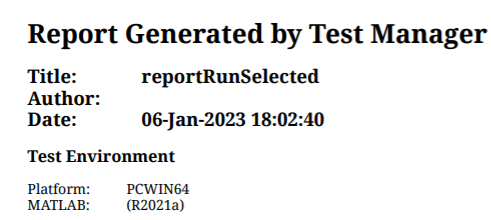 Report Generated by Test Manager
Title: reportRunSelected
Author:
Date: 06-Jan-2023 18:02:40
Test Environment
Platform: PCWIN64
MATLAB: (R2021a)